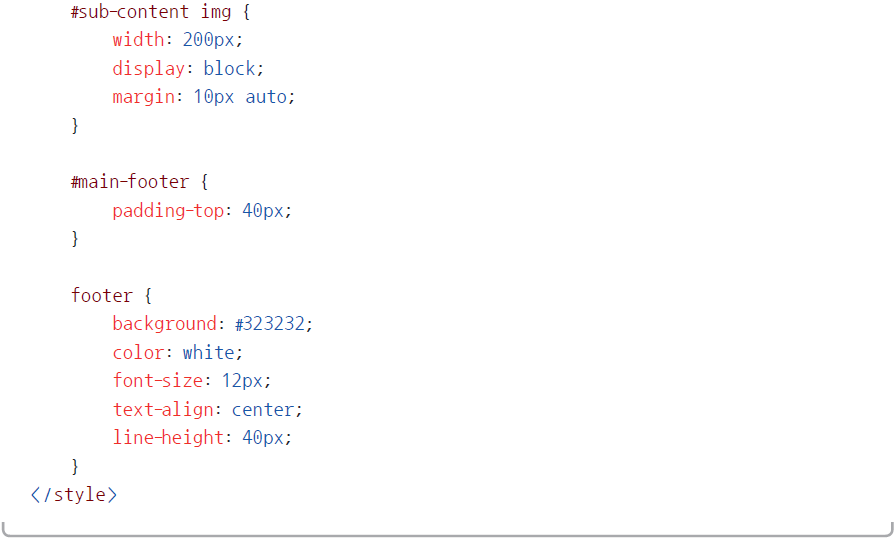 #sub-content img {
width: 200px;
display: block;
margin: 10px auto;
}
#main-footer {
padding-top: 40px;
}
footer {
background: #323232;
color: white;
font-size: 12px;
text-align: center;
line-height: 40px;
}
</style>